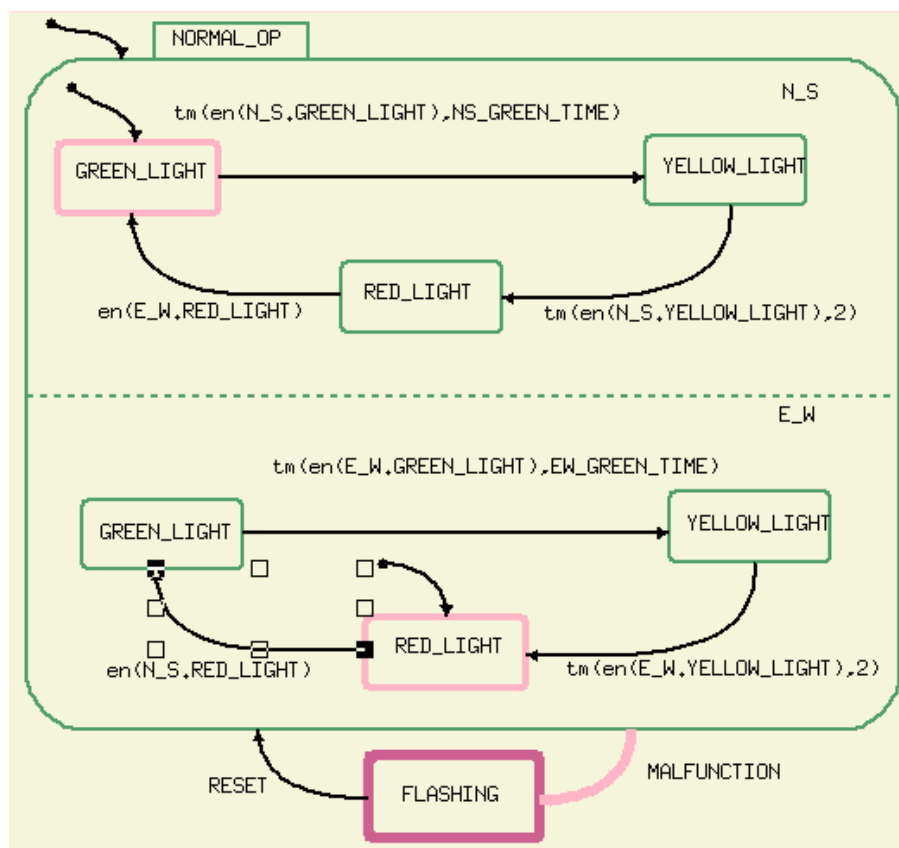 NORMAL_OP
N_S
tm(en(N_S.GREEN_LIGHT),NS_GREEN_TIME)
GREEN_LIGHT
YELLOW_LIGHT
RED_LIGHT
en(E_W.RED_LIGHT)
tm(en(N_S.YELLOW_LIGHT),2)
E_W
tm(en(E_W.GREEN_LIGHT),EW_GREEN_TIME)
GREEN_LIGHT
YELLOW_LIGHT
RED_LIGHT
en(N_S.RED_LIGHT)
tm(en(E_W.YELLOW_LIGHT),2)
RESET
FLASHING
MALFUNCTION